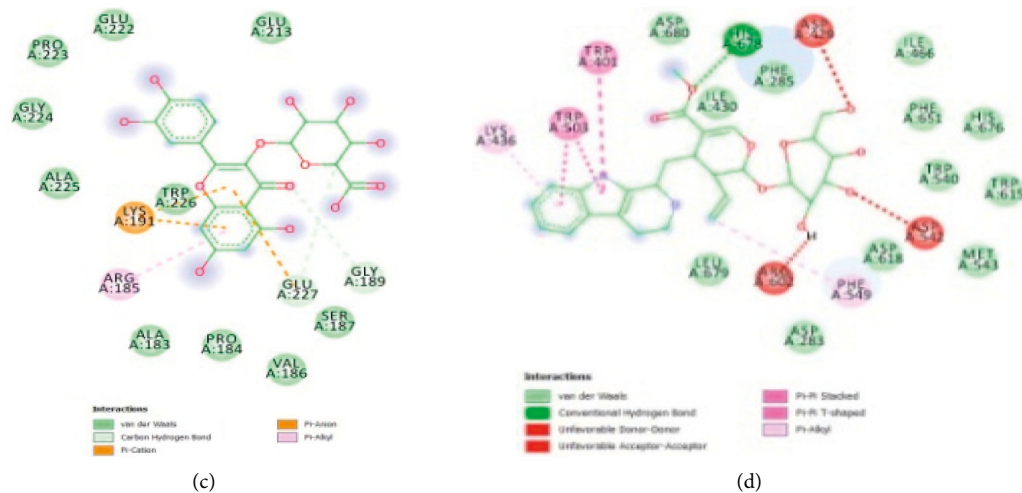 GLU
A:222
GLU
A:213
PRO
A:223
GLY
A:224
ALA
A:225
TRP
A:226
LYS
A:191
ARG
A:185
GLU
A:227
GLY
A:189
SER
A:187
ALA
A:183
PRO
A:184
VAL
A:186
Interactions
van der Waals
Carbon Hydrogen Bond
Pi-Cation
Pi-Anion
Pi-Alkyl
(c)
ASP
A:680
TRP
A:401
PHE
A:285
ILE
A:466
ILE
A:430
LYS
A:436
TRP
A:503
PHE
A:651
HIS
A:676
TRP
A:540
TRP
A:615
LEU
A:679
ARG
A:602
ASP
A:618
MET
A:543
PHE
A:549
ASP
A:283
H
Interactions
van der Waals
Conventional Hydrogen Bond
Unfavorable Donor-Donor
Unfavorable Acceptor-Acceptor
Pi-Pi Stacked
Pi-Pi T-shaped
Pi-Alkyl
(d)